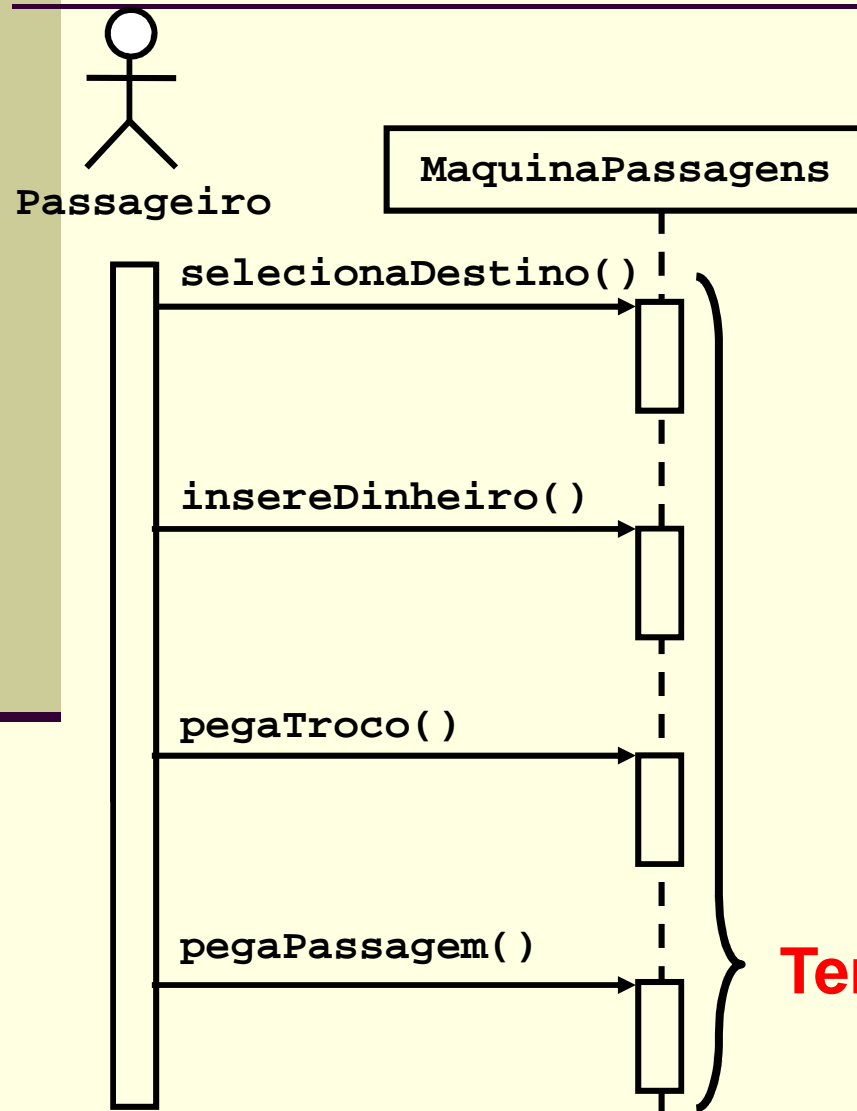 Passageiro
MaquinaPassagens
selecionaDestino()
insereDinheiro()
pegaTroco()
pegaPassagem()